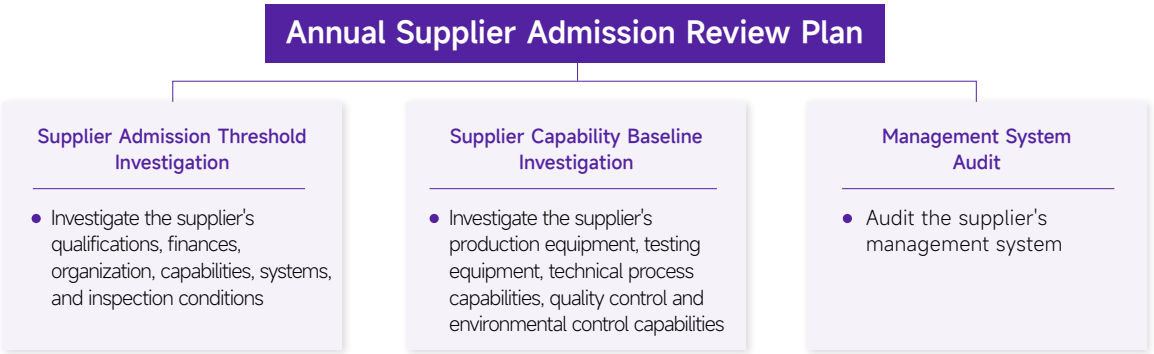 Annual Supplier Admission Review Plan
Supplier Admission Threshold
Investigation
Investigate the supplier's
qualifications, finances,
organization, capabilities, systems,
and inspection conditions
Supplier Capability Baseline
Investigation
Investigate the supplier's
production equipment, testing
equipment, technical process
capabilities, quality control and
environmental control capabilities
Management System
Audit
Audit the supplier's
management system